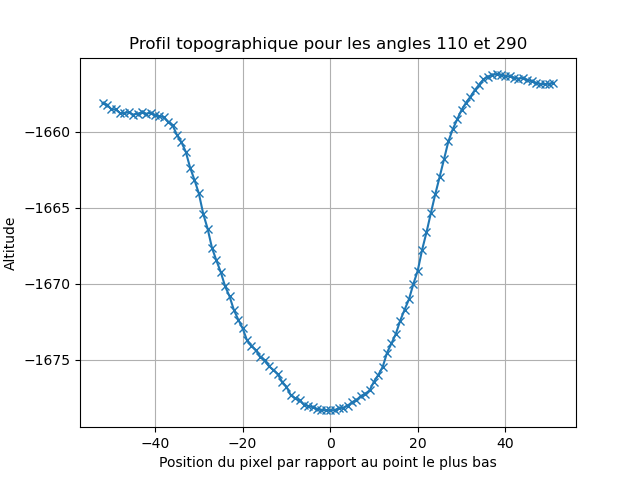 Profil topographique pour les angles 110 et 290
Altitude
−1660
−1665
−1670
−1675
−40 −20 0 20 40
Position du pixel par rapport au point le plus bas